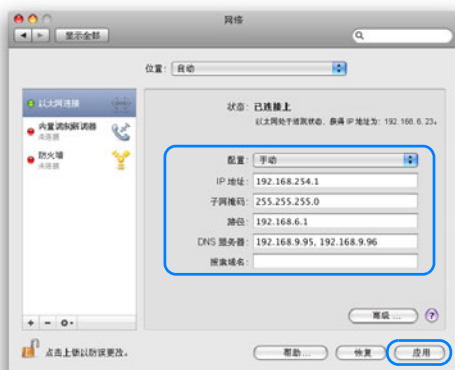 网络
显示全部
位置: 自动
以太网连接
内置调制解调器
未连接
防火墙
未连接
状态: 已连接上
以太网处于活跃状态，获得 IP 地址为: 192.168.6.23。
配置: 手动
IP 地址: 192.168.254.1
子网掩码: 255.255.255.0
路径: 192.168.6.1
DNS 服务器: 192.168.9.95, 192.168.9.96
搜索域名:
高级 ...
?
点击上锁以防误更改。
帮助...
恢复
应用